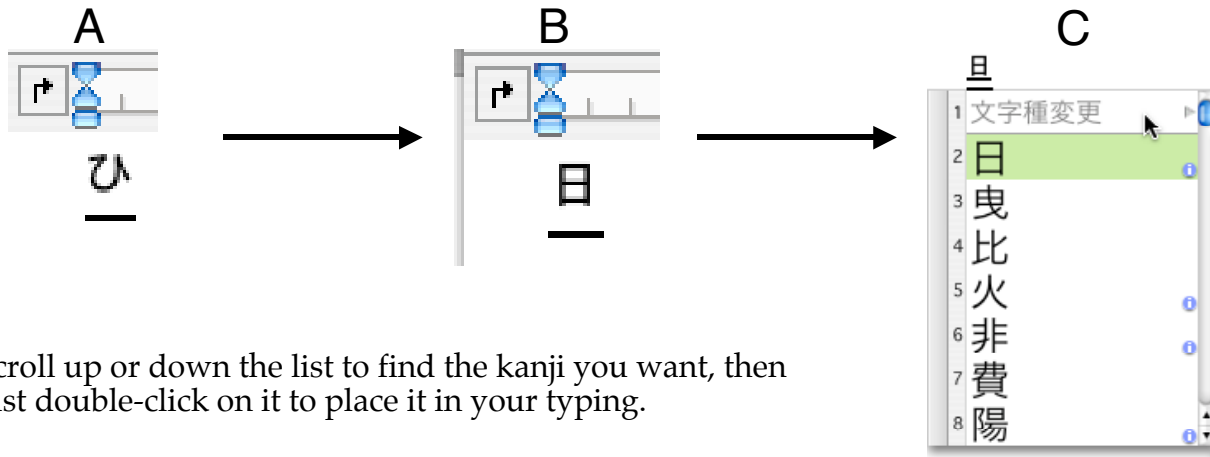 A
B
C
ひ
日
日
1 文字種変更
2 日
3 曳
4 比
5 火
6 非
7 費
8 陽
croll up or down the list to find the kanji you want, then
st double-click on it to place it in your typing.